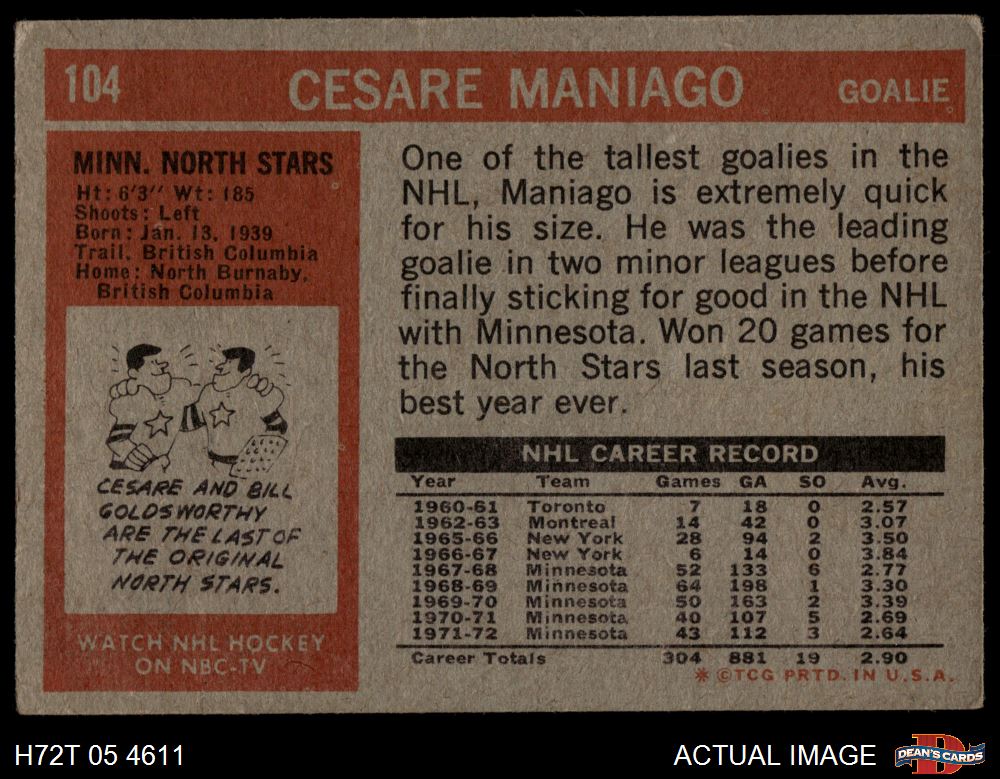 104 CESARE MANIAGO GOALIE
MINN. NORTH STARS
Ht: 6'3" Wt: 185
Shoots: Left
Born: Jan. 13, 1939
Trail, British Columbia
Home: North Burnaby,
British Columbia
CESARE AND BILL
GOLDSWORTHY
ARE THE LAST OF
THE ORIGINAL
NORTH STARS.
WATCH NHL HOCKEY
ON NBC-TV
One of the tallest goalies in the
NHL, Maniago is extremely quick
for his size. He was the leading
goalie in two minor leagues before
finally sticking for good in the NHL
with Minnesota. Won 20 games for
the North Stars last season, his
best year ever.
NHL CAREER RECORD
Year Team Games GA SO Avg.
1960-61 Toronto 7 18 0 2.57
1962-63 Montreal 14 42 0 3.07
1965-66 New York 28 94 2 3.50
1966-67 New York 6 14 0 3.84
1967-68 Minnesota 52 133 6 2.77
1968-69 Minnesota 64 198 1 3.30
1969-70 Minnesota 50 163 2 3.39
1970-71 Minnesota 40 107 5 2.69
1971-72 Minnesota 43 112 3 2.64
Career Totals 304 881 19 2.90
* ©TCG PRTD. IN U.S.A.
H72T 05 4611 ACTUAL IMAGE DEAN'S CARDS